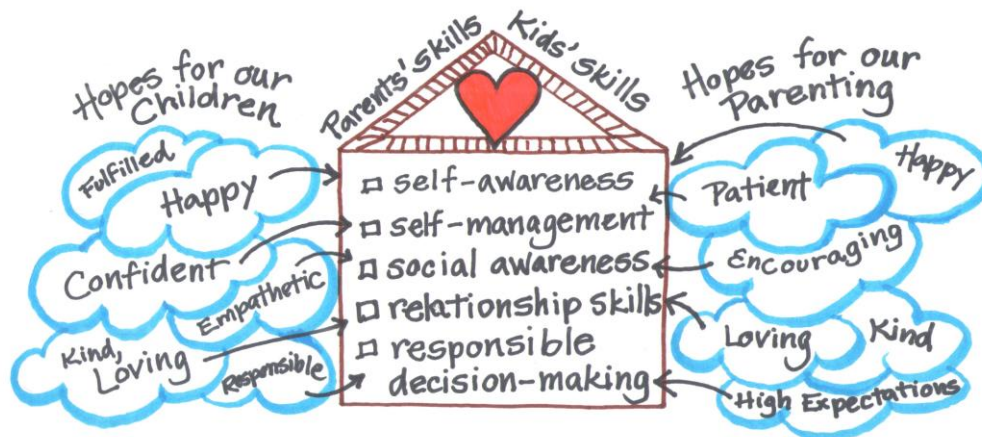 Hopes for our
Children
Fulfilled
Happy
Confident
Empathetic
Kind,
Loving
Responsible
Parents' Skills
Kids' Skills
self-awareness
self-management
social awareness
relationship skills
responsible
decision-making
Hopes for our
Parenting
Happy
Patient
Encouraging
Loving
Kind
High Expectations